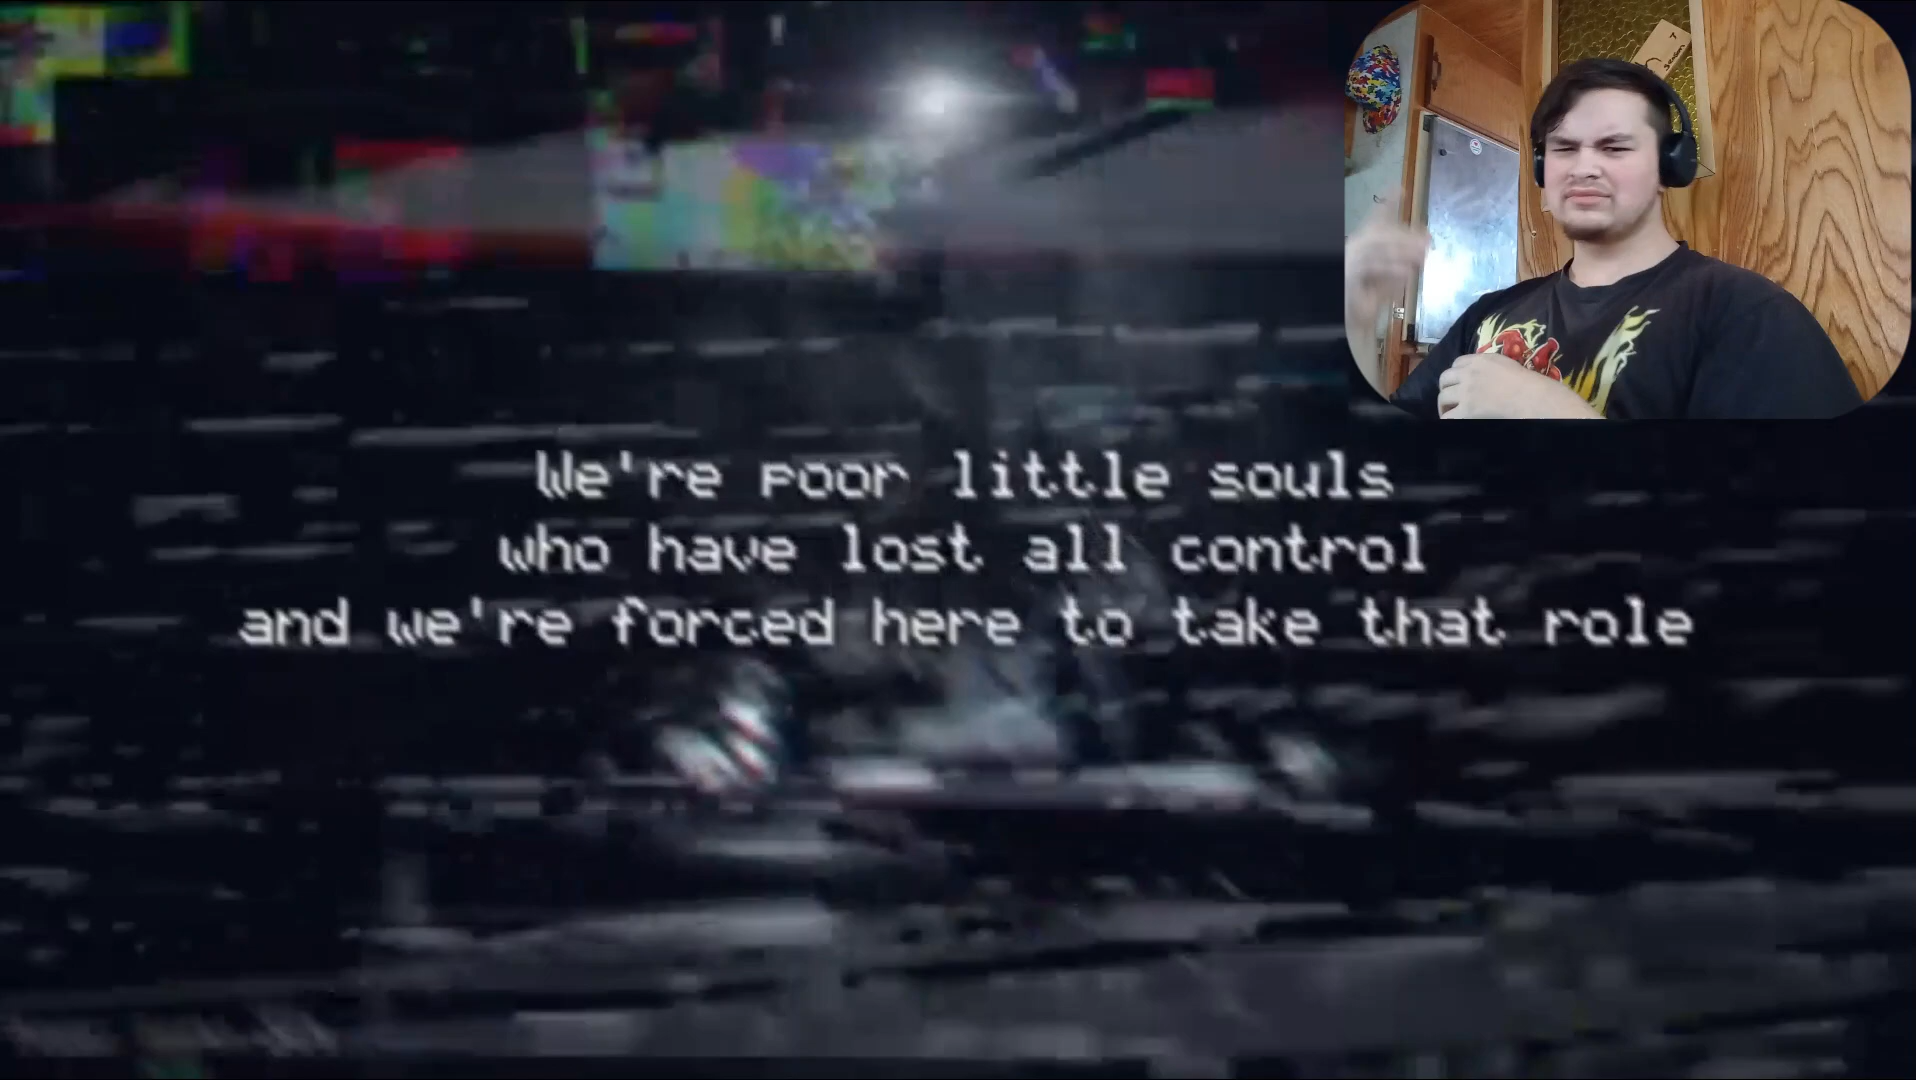 We're poor little souls
who have lost all control
and we're forced here to take that role